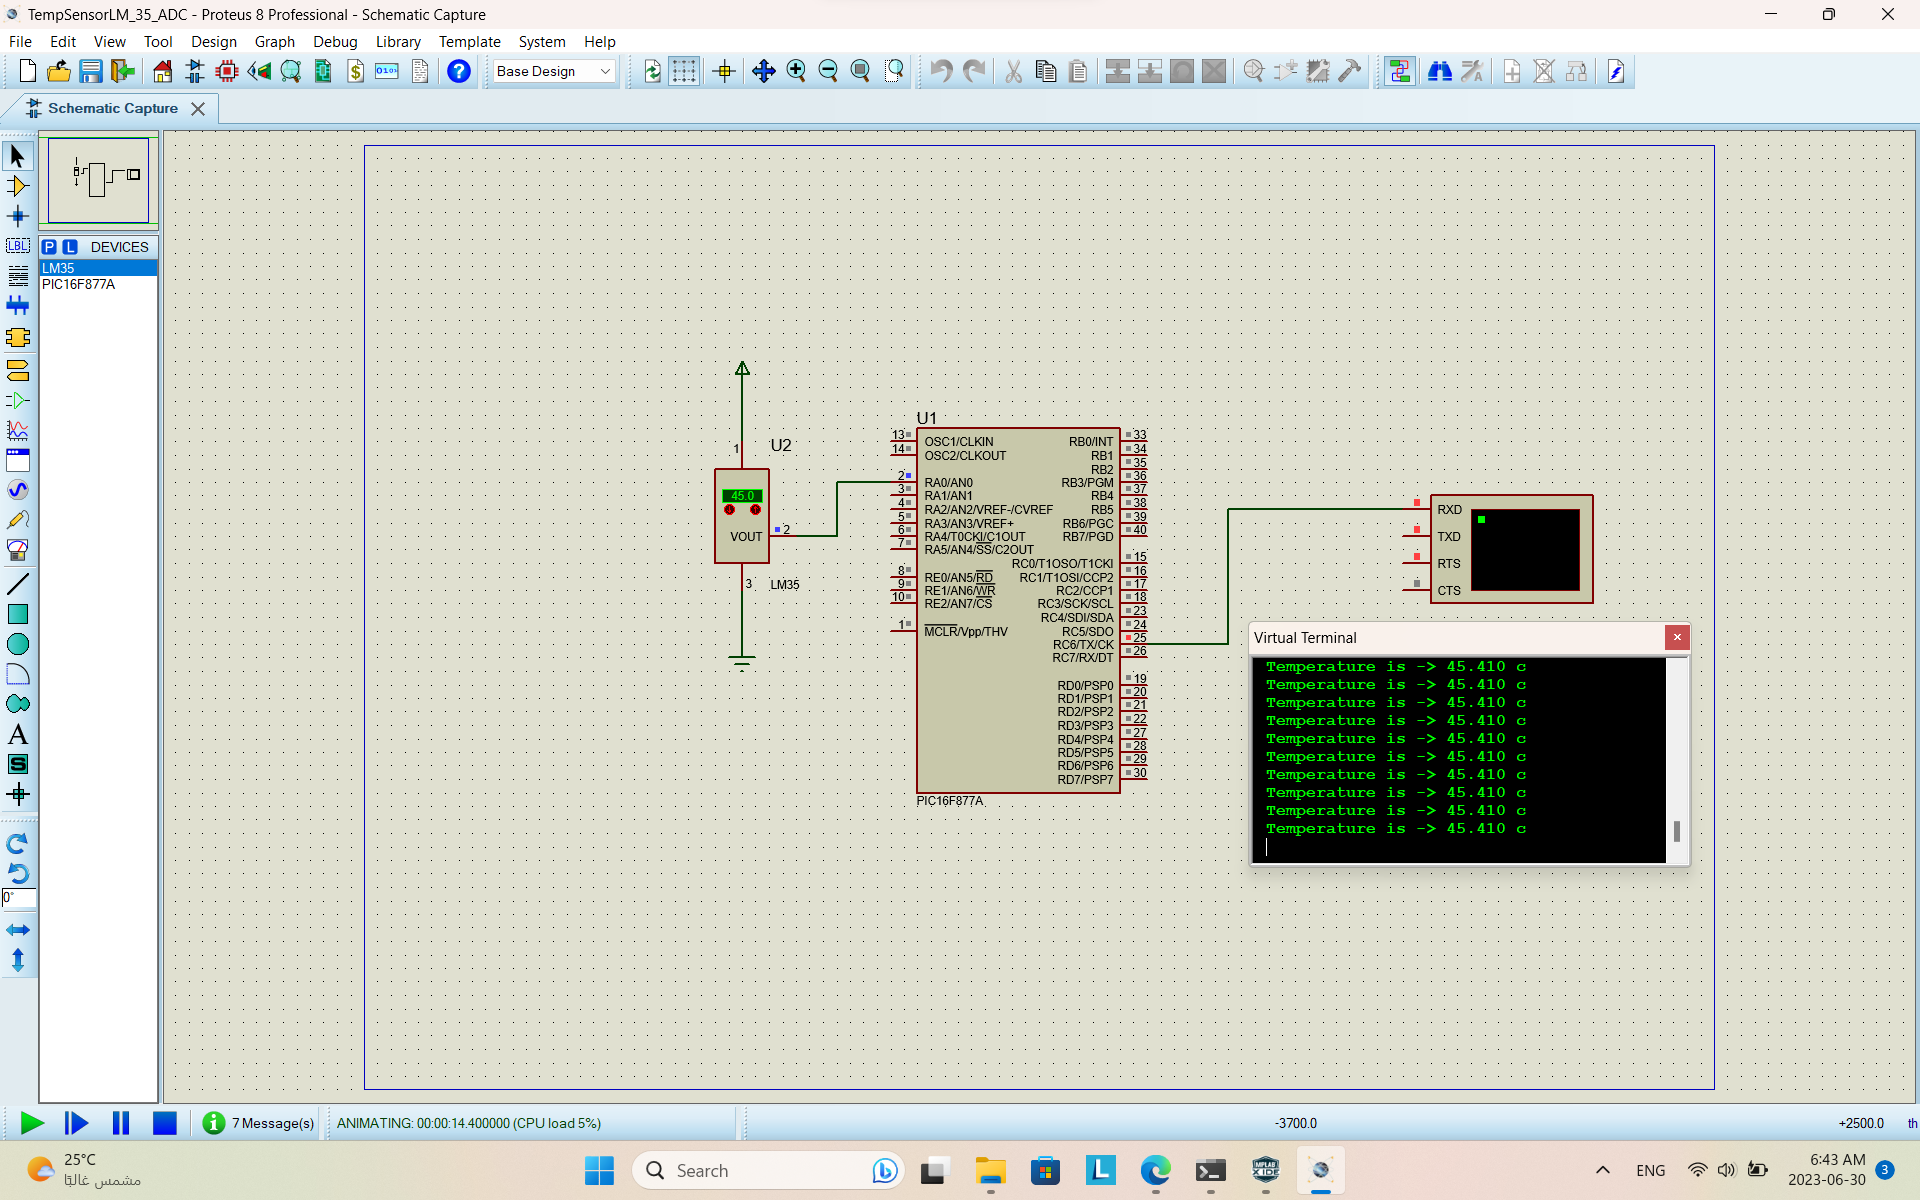 TempSensorLM_35_ADC - Proteus 8 Professional - Schematic Capture
File Edit View Tool Design Graph Debug Library Template System Help
Base Design
Schematic Capture
P L DEVICES
LM35
PIC16F877A
LBL
A
S
0°
U2
1
45.0
VOUT
2
3
LM35
U1
13 OSC1/CLKIN
14 OSC2/CLKOUT
2 RA0/AN0
3 RA1/AN1
4 RA2/AN2/VREF-/CVREF
5 RA3/AN3/VREF+
6 RA4/T0CKI/C1OUT
7 RA5/AN4/SS/C2OUT
8 RE0/AN5/RD
9 RE1/AN6/WR
10 RE2/AN7/CS
1 MCLR/Vpp/THV
RB0/INT 33
RB1 34
RB2 35
RB3/PGM 36
RB4 37
RB5 38
RB6/PGC 39
RB7/PGD 40
RC0/T1OSO/T1CKI 15
RC1/T1OSI/CCP2 16
RC2/CCP1 17
RC3/SCK/SCL 18
RC4/SDI/SDA 23
RC5/SDO 24
RC6/TX/CK 25
RC7/RX/DT 26
RD0/PSP0 19
RD1/PSP1 20
RD2/PSP2 21
RD3/PSP3 22
RD4/PSP4 27
RD5/PSP5 28
RD6/PSP6 29
RD7/PSP7 30
PIC16F877A
RXD
TXD
RTS
CTS
Virtual Terminal
Temperature is -> 45.410 c
Temperature is -> 45.410 c
Temperature is -> 45.410 c
Temperature is -> 45.410 c
Temperature is -> 45.410 c
Temperature is -> 45.410 c
Temperature is -> 45.410 c
Temperature is -> 45.410 c
Temperature is -> 45.410 c
Temperature is -> 45.410 c
7 Message(s)
ANIMATING: 00:00:14.400000 (CPU load 5%)
-3700.0
+2500.0
th
25°C
مشمس غالبًا
Search
L
MPLAB
X IDE
ENG
6:43 AM
2023-06-30
3